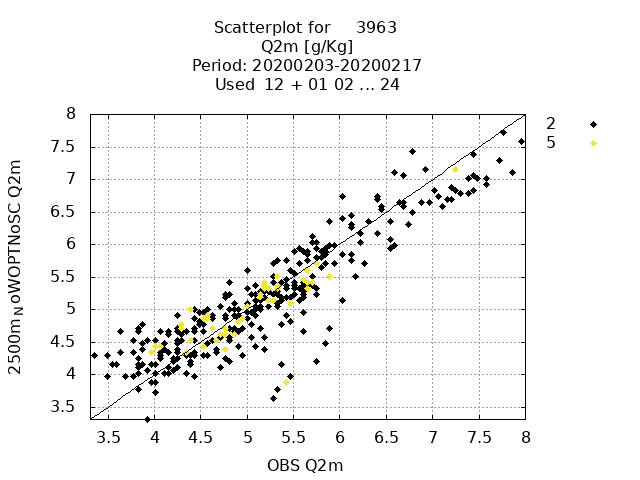 Scatterplot for 3963
Q2m [g/Kg]
Period: 20200203-20200217
Used 12 + 01 02 ... 24
2
5
8
7.5
7
6.5
6
5.5
5
4.5
4
3.5
2500m_NoWOPTNoSC Q2m
3.5 4 4.5 5 5.5 6 6.5 7 7.5 8
OBS Q2m